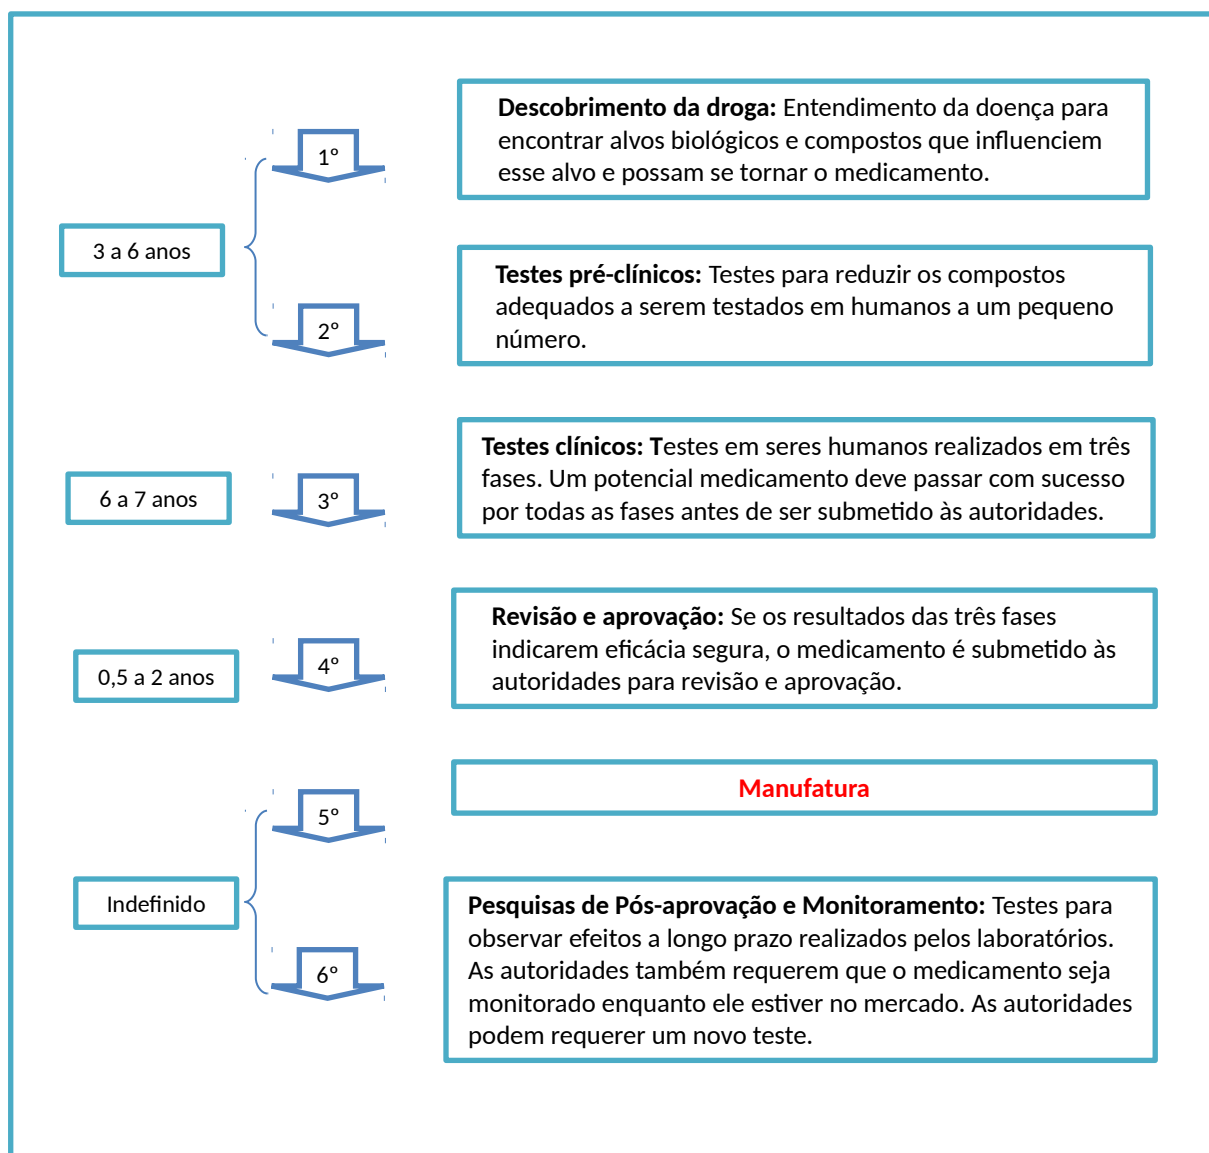 1º
Descobrimento da droga: Entendimento da doença para
encontrar alvos biológicos e compostos que influenciem
esse alvo e possam se tornar o medicamento.
3 a 6 anos
2º
Testes pré-clínicos: Testes para reduzir os compostos
adequados a serem testados em humanos a um pequeno
número.
6 a 7 anos
3º
Testes clínicos: Testes em seres humanos realizados em três
fases. Um potencial medicamento deve passar com sucesso
por todas as fases antes de ser submetido às autoridades.
0,5 a 2 anos
4º
Revisão e aprovação: Se os resultados das três fases
indicarem eficácia segura, o medicamento é submetido às
autoridades para revisão e aprovação.
5º
Manufatura
Indefinido
6º
Pesquisas de Pós-aprovação e Monitoramento: Testes para
observar efeitos a longo prazo realizados pelos laboratórios.
As autoridades também requerem que o medicamento seja
monitorado enquanto ele estiver no mercado. As autoridades
podem requerer um novo teste.